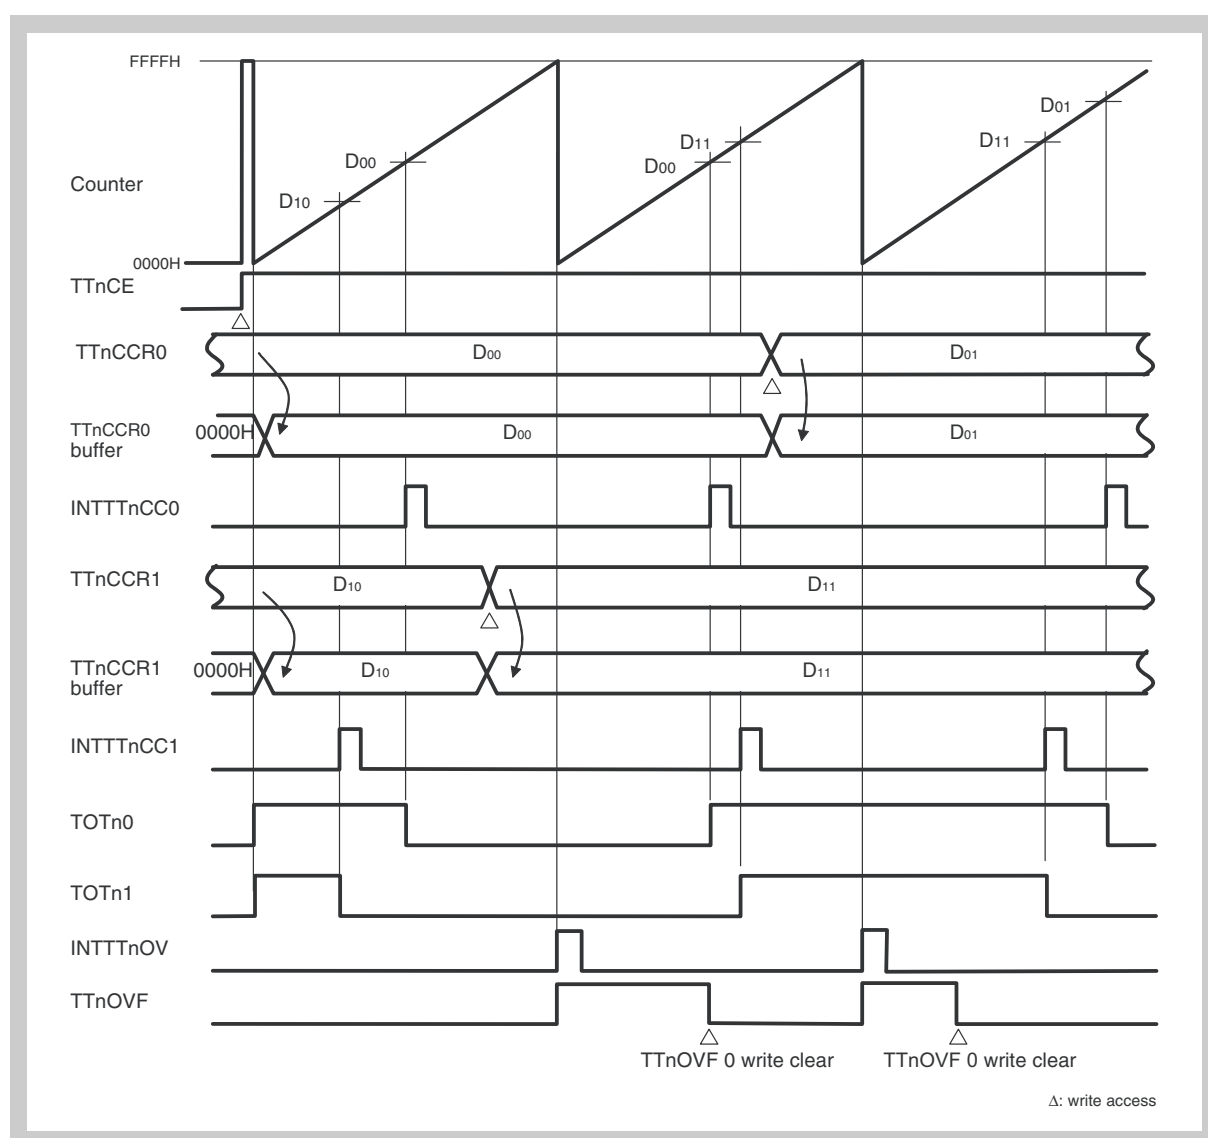 FFFFH
D01
D11
D11
D00
D00
Counter
D10
0000H
TTnCE
Δ
TTnCCR0 D00 D01
Δ
TTnCCR0 0000H D00 D01
buffer
INTTTnCC0
TTnCCR1 D10 D11
Δ
TTnCCR1 0000H D10 D11
buffer
INTTTnCC1
TOTn0
TOTn1
INTTTnOV
TTnOVF
Δ Δ
TTnOVF 0 write clear TTnOVF 0 write clear
Δ: write access